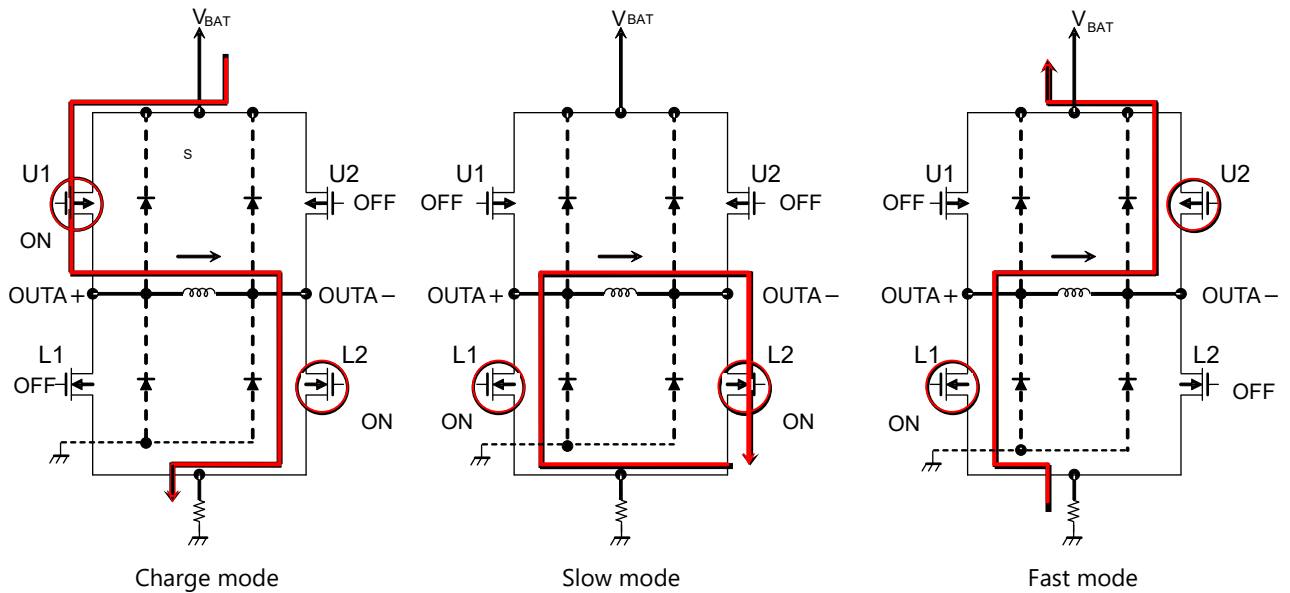 VBAT
S
U1
ON
U2
OFF
OUTA+
OUTA−
L1
OFF
L2
ON
Charge mode
VBAT
U1
OFF
U2
OFF
OUTA+
OUTA−
L1
ON
L2
ON
Slow mode
VBAT
U1
OFF
U2
OUTA+
OUTA−
L1
ON
L2
OFF
Fast mode